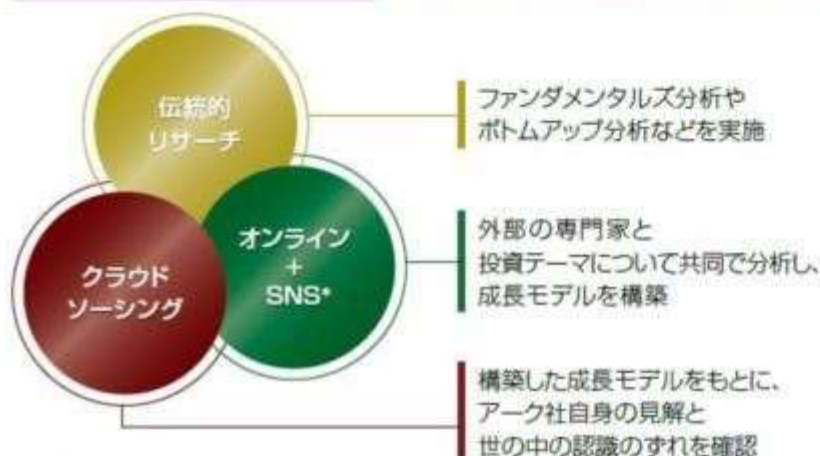 伝統的
リサーチ
ファンダメンタルズ分析や
ボトムアップ分析などを実施
オンライン
+
SNS*
外部の専門家と
投資テーマについて共同で分析し、
成長モデルを構築
クラウド
ソーシング
構築した成長モデルをもとに、
アーク社自身の見解と
世の中の認識のずれを確認